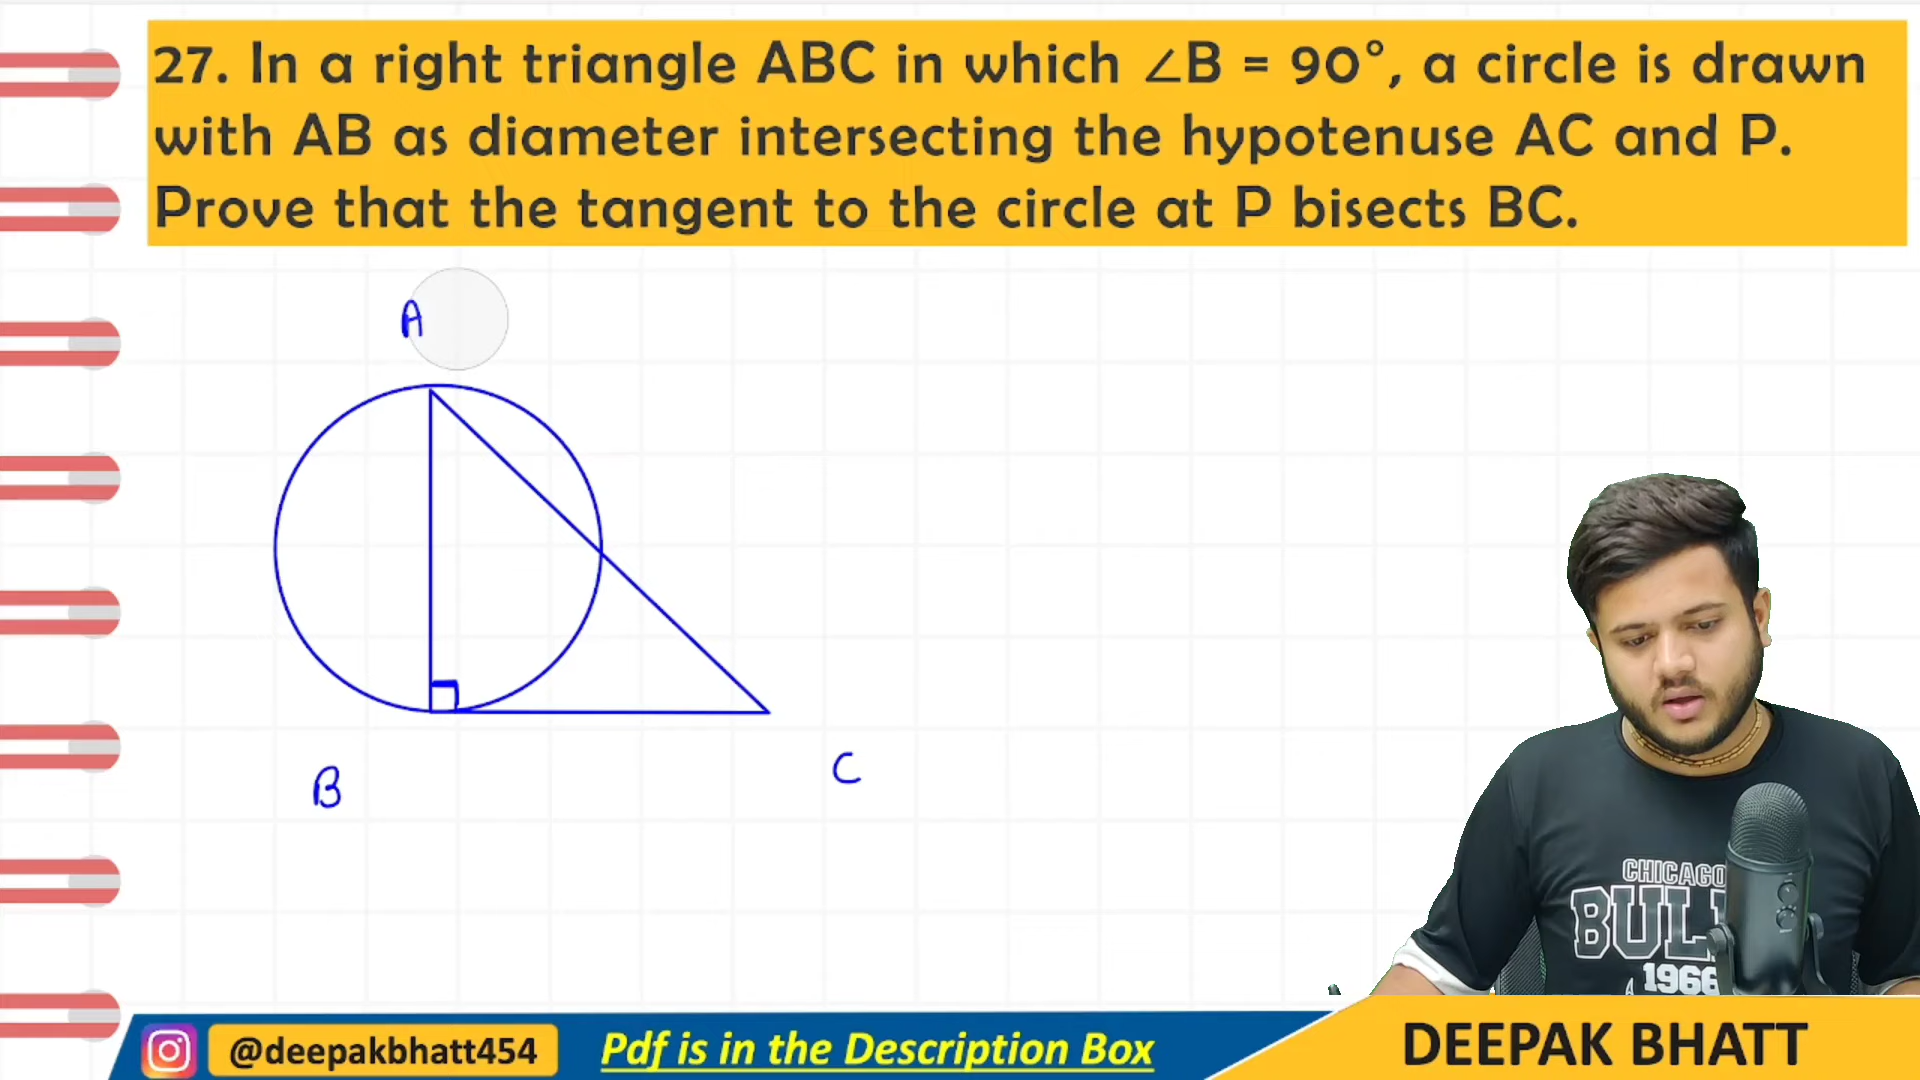 27. In a right triangle ABC in which ∠B = 90°, a circle is drawn
with AB as diameter intersecting the hypotenuse AC and P.
Prove that the tangent to the circle at P bisects BC.
A
B
C
CHICAGO
BUL
1966
@deepakbhatt454
Pdf is in the Description Box
DEEPAK BHATT